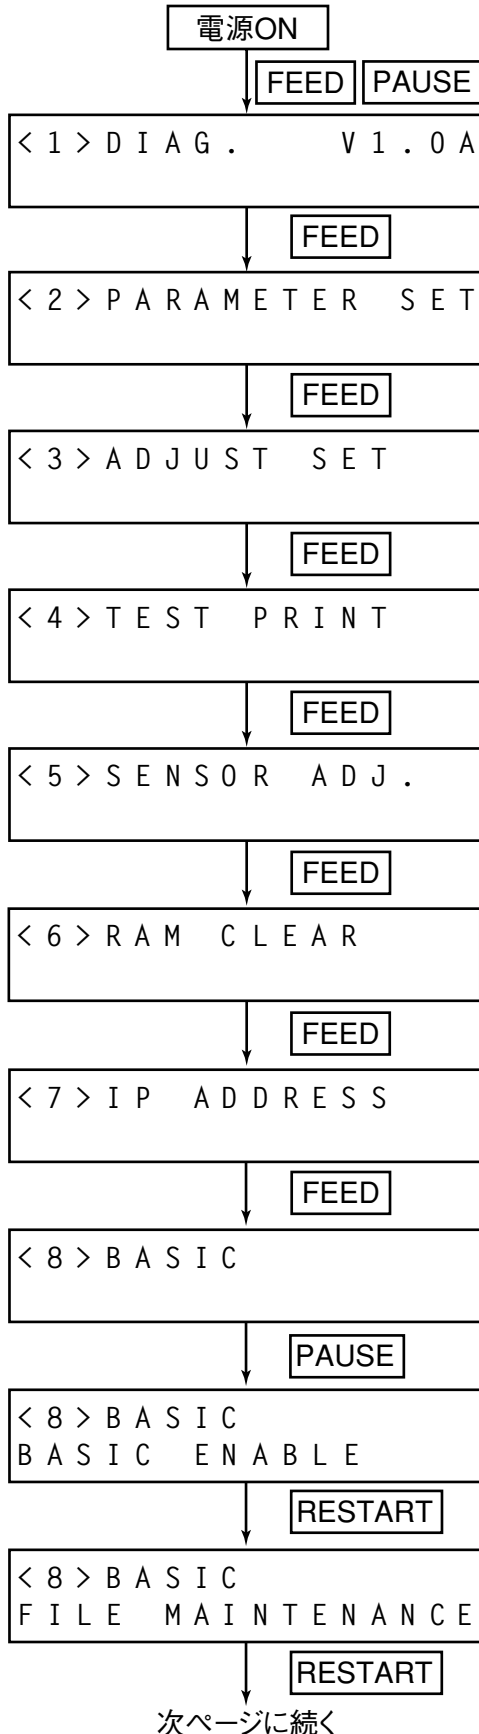 電源ON
FEED PAUSE
<1>DIAG. V1.0A
FEED
<2>PARAMETER SET
FEED
<3>ADJUST SET
FEED
<4>TEST PRINT
FEED
<5>SENSOR ADJ.
FEED
<6>RAM CLEAR
FEED
<7>IP ADDRESS
FEED
<8>BASIC
PAUSE
<8>BASIC
BASIC ENABLE
RESTART
<8>BASIC
FILE MAINTENANCE
RESTART
次ページに続く